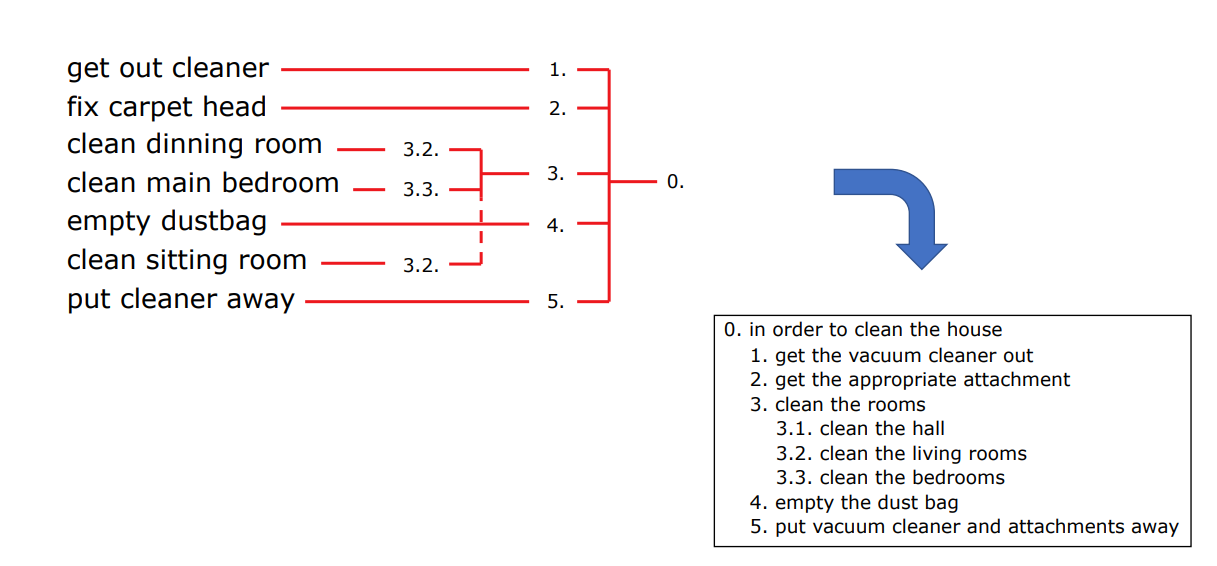 get out cleaner 1.
fix carpet head 2.
clean dinning room 3.2.
3.
clean main bedroom 3.3.
0.
empty dustbag 4.
clean sitting room 3.2.
put cleaner away 5.
0. in order to clean the house
1. get the vacuum cleaner out
2. get the appropriate attachment
3. clean the rooms
3.1. clean the hall
3.2. clean the living rooms
3.3. clean the bedrooms
4. empty the dust bag
5. put vacuum cleaner and attachments away